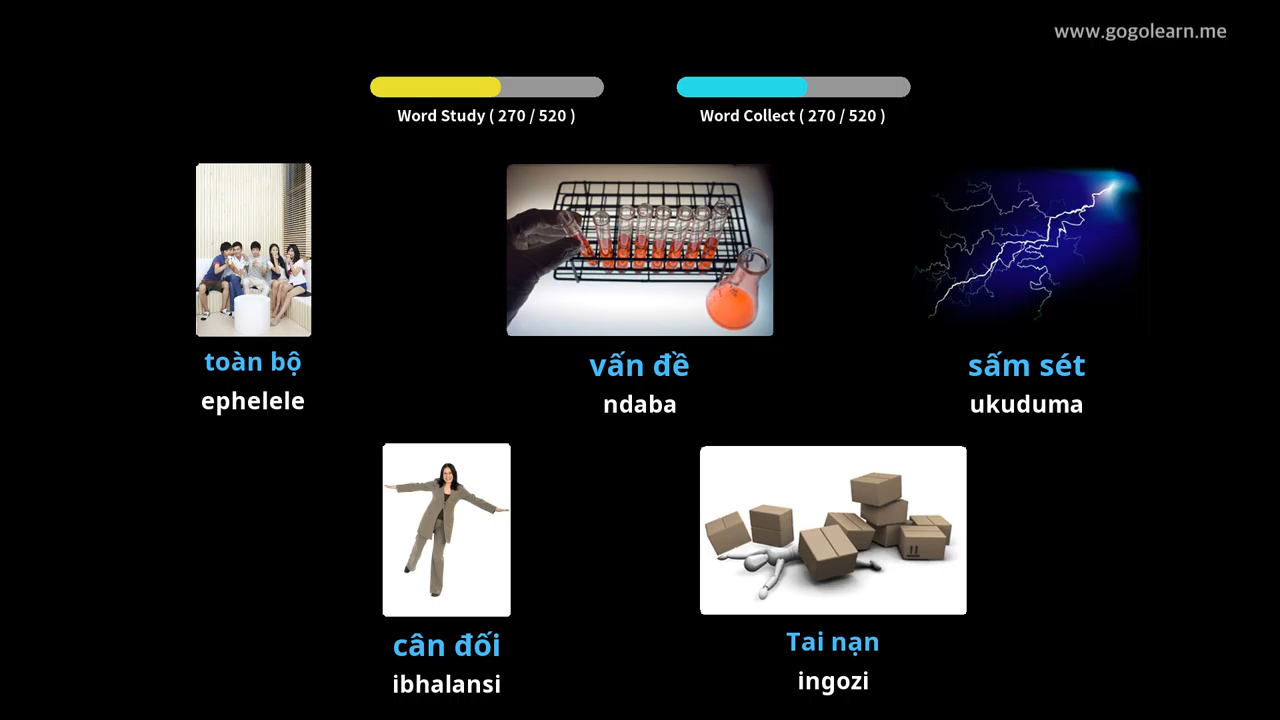 www.gogolearn.me
Word Study ( 270 / 520 )
Word Collect ( 270 / 520 )
toàn bộ
ephelele
vấn đề
ndaba
sấm sét
ukuduma
cân đối
ibhalansi
Tai nạn
ingozi